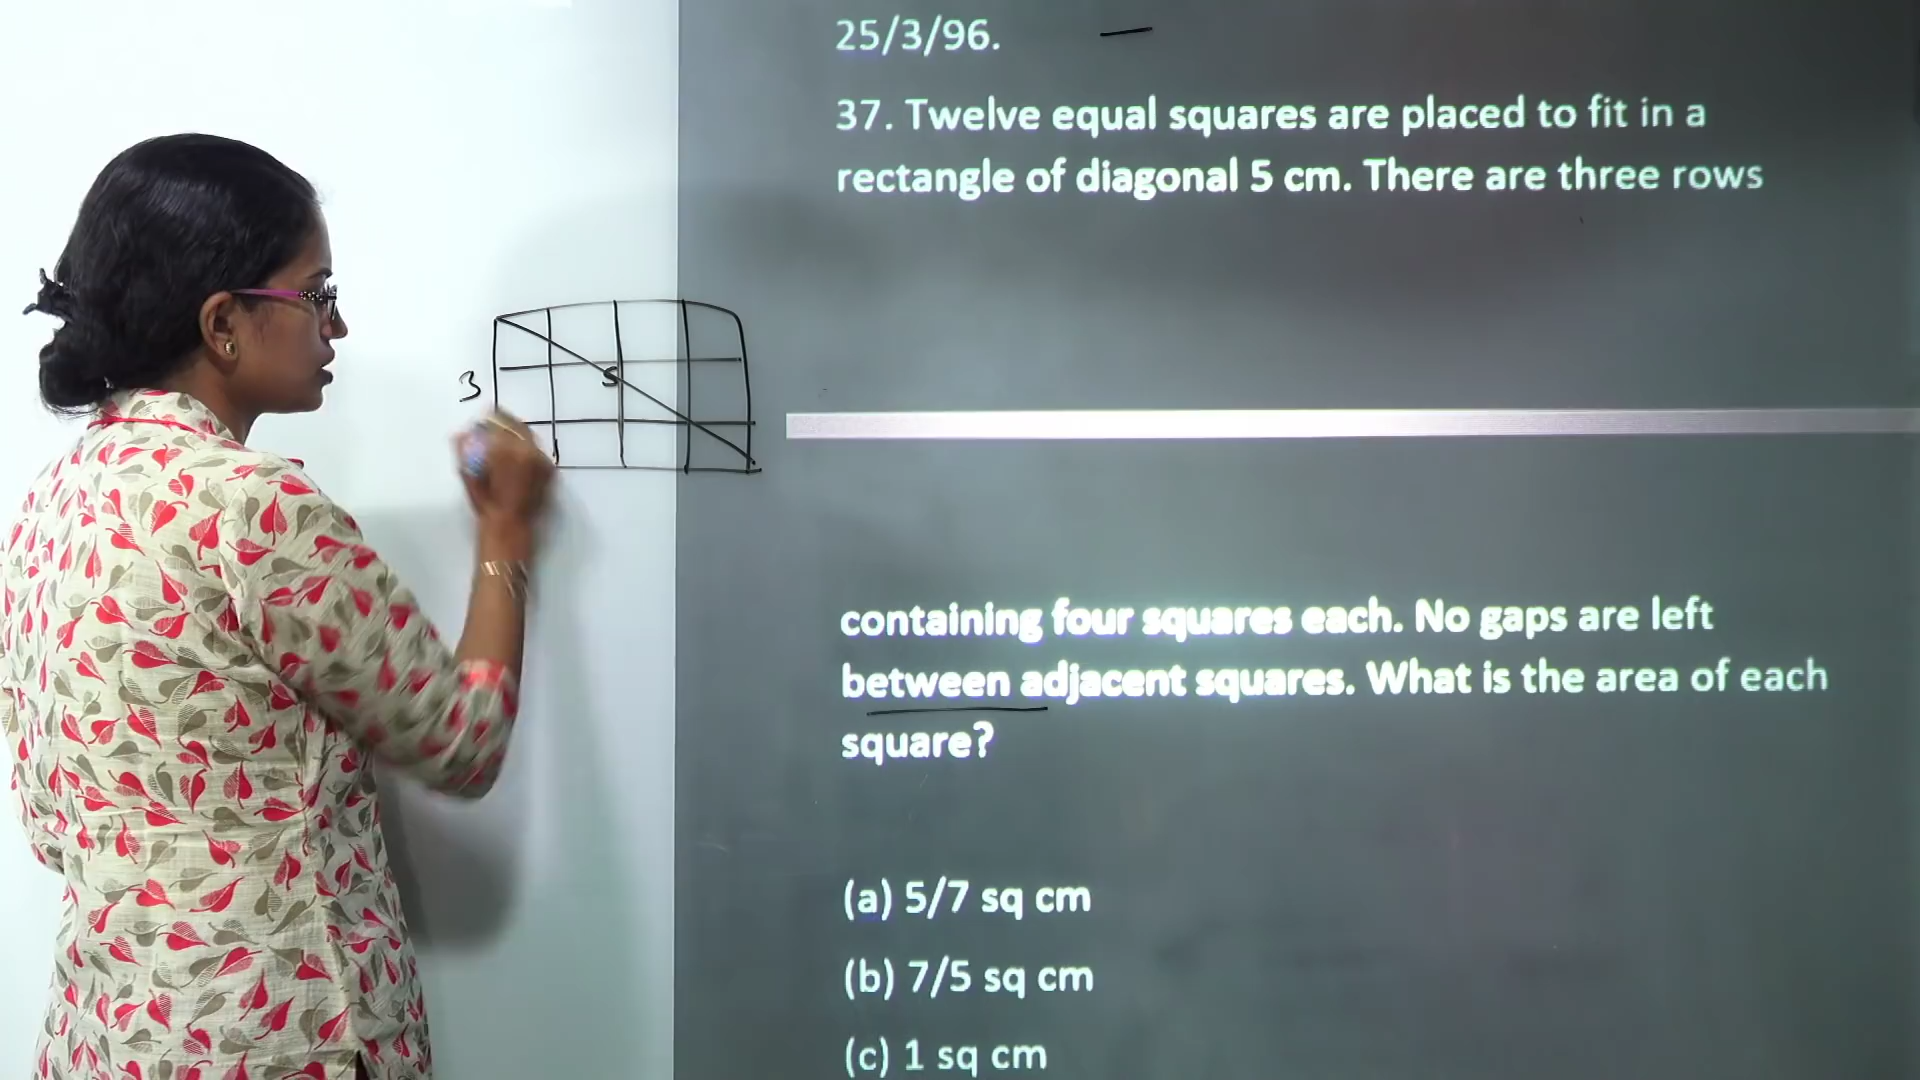 25/3/96.
37. Twelve equal squares are placed to fit in a
rectangle of diagonal 5 cm. There are three rows
3
5
containing four squares each. No gaps are left
between adjacent squares. What is the area of each
square?
(a) 5/7 sq cm
(b) 7/5 sq cm
(c) 1 sq cm